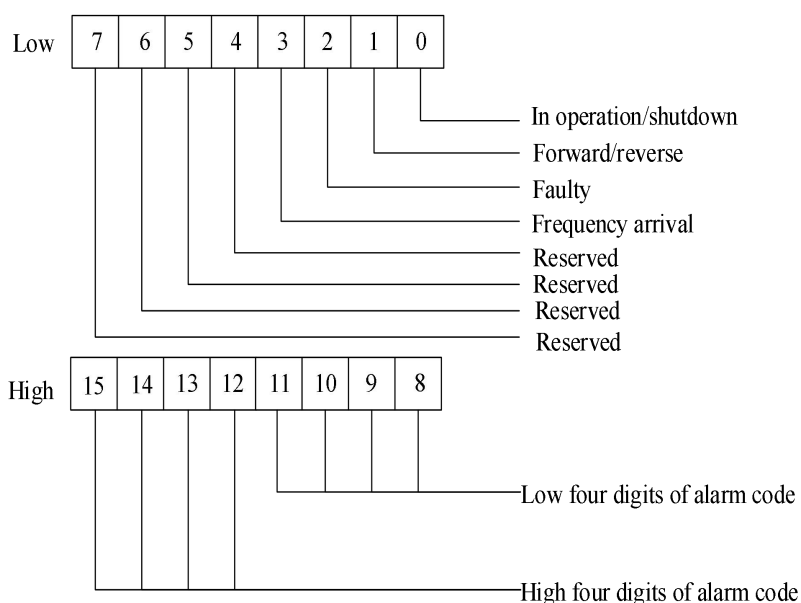 Low 7 6 5 4 3 2 1 0
In operation/shutdown
Forward/reverse
Faulty
Frequency arrival
Reserved
Reserved
Reserved
Reserved
High 15 14 13 12 11 10 9 8
Low four digits of alarm code
High four digits of alarm code